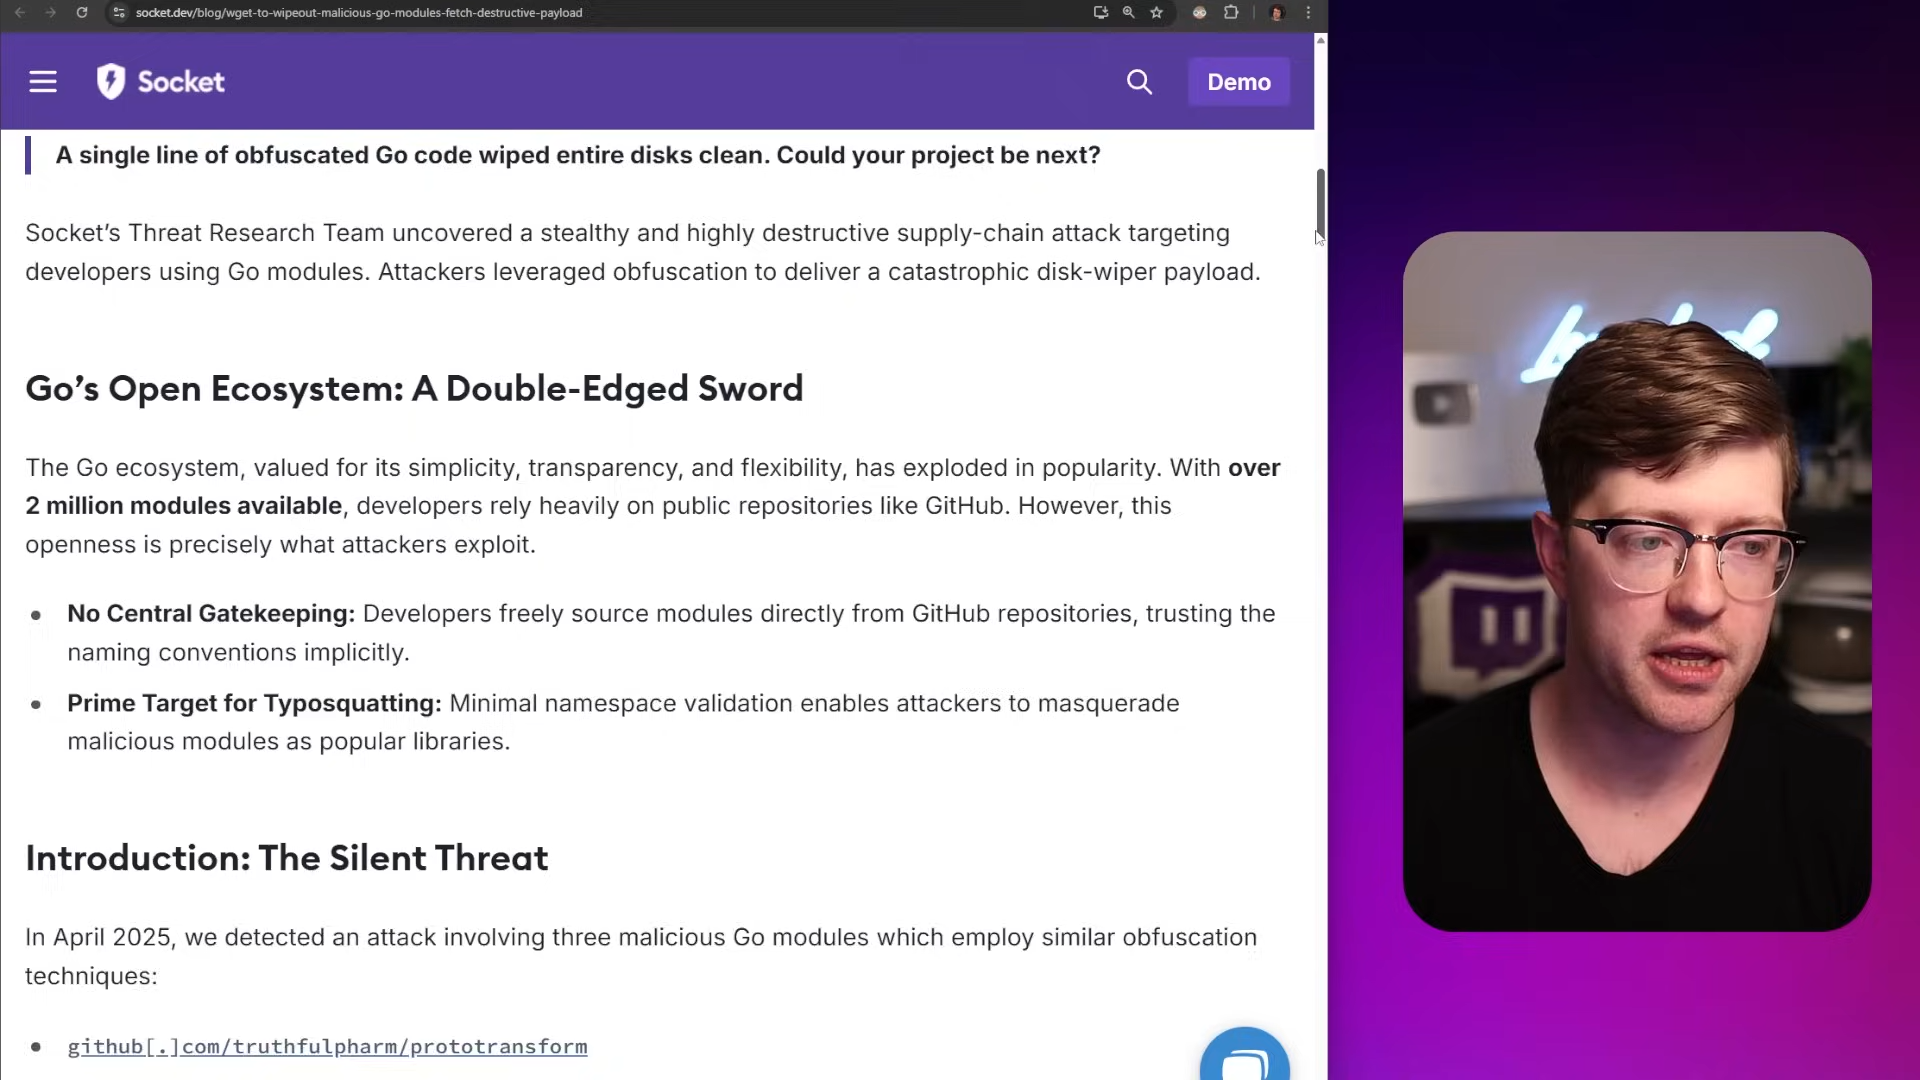 socket.dev/blog/wget-to-wipeout-malicious-go-modules-fetch-destructive-payload
Socket
Demo
A single line of obfuscated Go code wiped entire disks clean. Could your project be next?
Socket’s Threat Research Team uncovered a stealthy and highly destructive supply-chain attack targeting
developers using Go modules. Attackers leveraged obfuscation to deliver a catastrophic disk-wiper payload.
Go’s Open Ecosystem: A Double-Edged Sword
The Go ecosystem, valued for its simplicity, transparency, and flexibility, has exploded in popularity. With over
2 million modules available, developers rely heavily on public repositories like GitHub. However, this
openness is precisely what attackers exploit.
• No Central Gatekeeping: Developers freely source modules directly from GitHub repositories, trusting the
naming conventions implicitly.
• Prime Target for Typosquatting: Minimal namespace validation enables attackers to masquerade
malicious modules as popular libraries.
Introduction: The Silent Threat
In April 2025, we detected an attack involving three malicious Go modules which employ similar obfuscation
techniques:
• github[.]com/truthfulpharm/prototransform